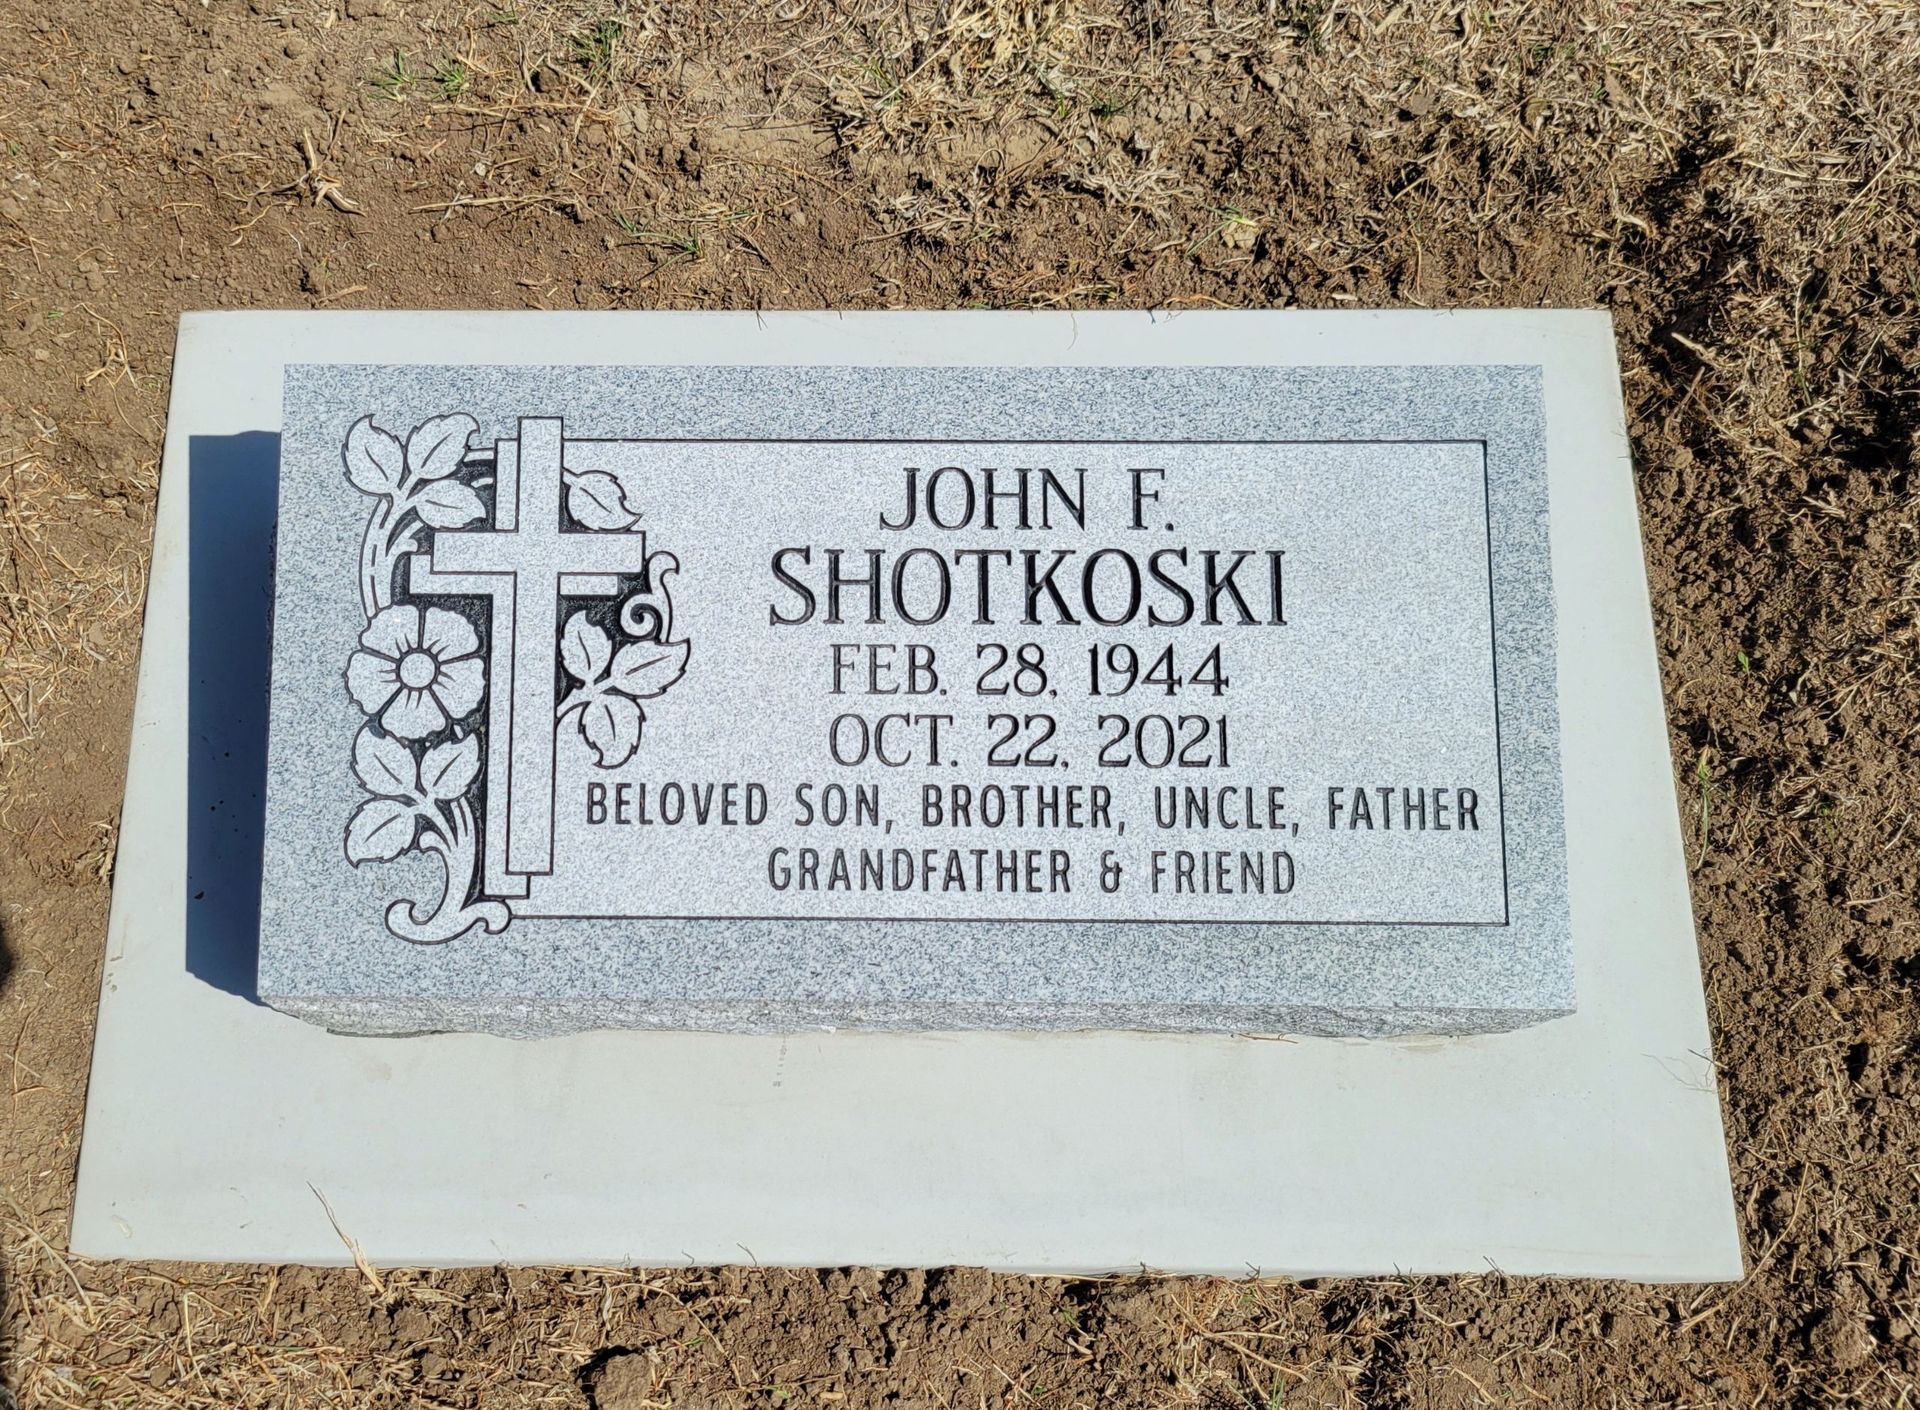 JOHN F.
SHOTKOSKI
FEB. 28, 1944
OCT. 22, 2021
BELOVED SON, BROTHER, UNCLE, FATHER
GRANDFATHER & FRIEND